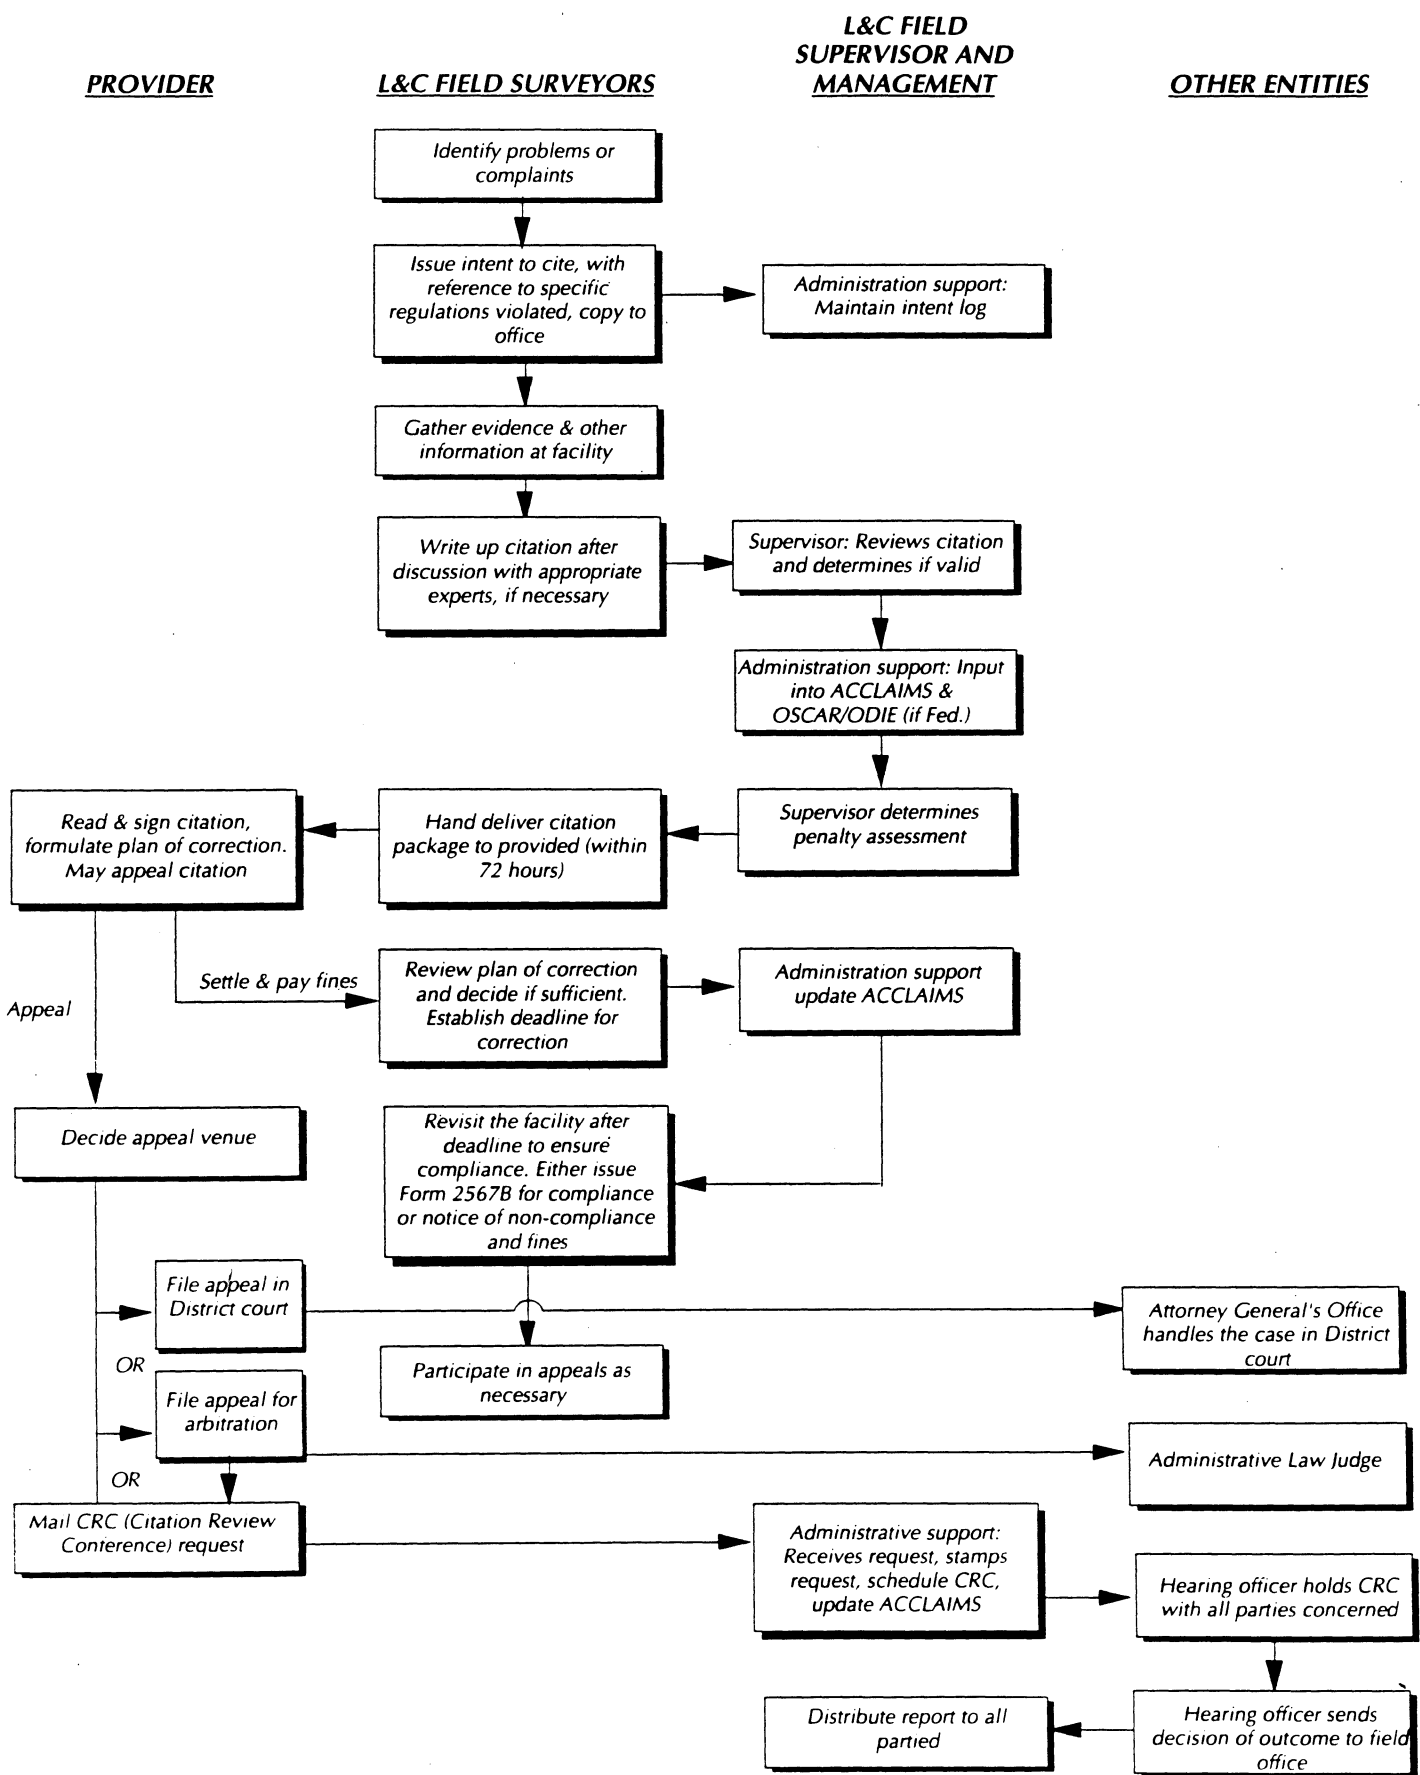 L&C FIELD
SUPERVISOR AND
PROVIDER
L&C FIELD SURVEYORS
MANAGEMENT
OTHER ENTITIES
Identify problems or
complaints
Issue intent to cite, with
reference to specific
regulations violated, copy to
office
Administration support:
Maintain intent log
Gather evidence & other
information at facility
Write up citation after
discussion with appropriate
experts, if necessary
Supervisor: Reviews citation
and determines if valid
Administration support: Input
into ACCLAIMS &
OSCAR/ODIE (if Fed.)
Read & sign citation,
formulate plan of correction.
May appeal citation
Hand deliver citation
package to provided (within
72 hours)
Supervisor determines
penalty assessment
Settle & pay fines
Appeal
Review plan of correction
and decide if sufficient.
Establish deadline for
correction
Administration support
update ACCLAIMS
Decide appeal venue
Revisit the facility after
deadline to ensure
compliance. Either issue
Form 2567B for compliance
or notice of non-compliance
and fines
File appeal in
District court
Attorney General's Office
handles the case in District
court
OR
Participate in appeals as
necessary
File appeal for
arbitration
Administrative Law Judge
OR
Mail CRC (Citation Review
Conference) request
Administrative support:
Receives request, stamps
request, schedule CRC,
update ACCLAIMS
Hearing officer holds CRC
with all parties concerned
Distribute report to all
partied
Hearing officer sends
decision of outcome to field
office